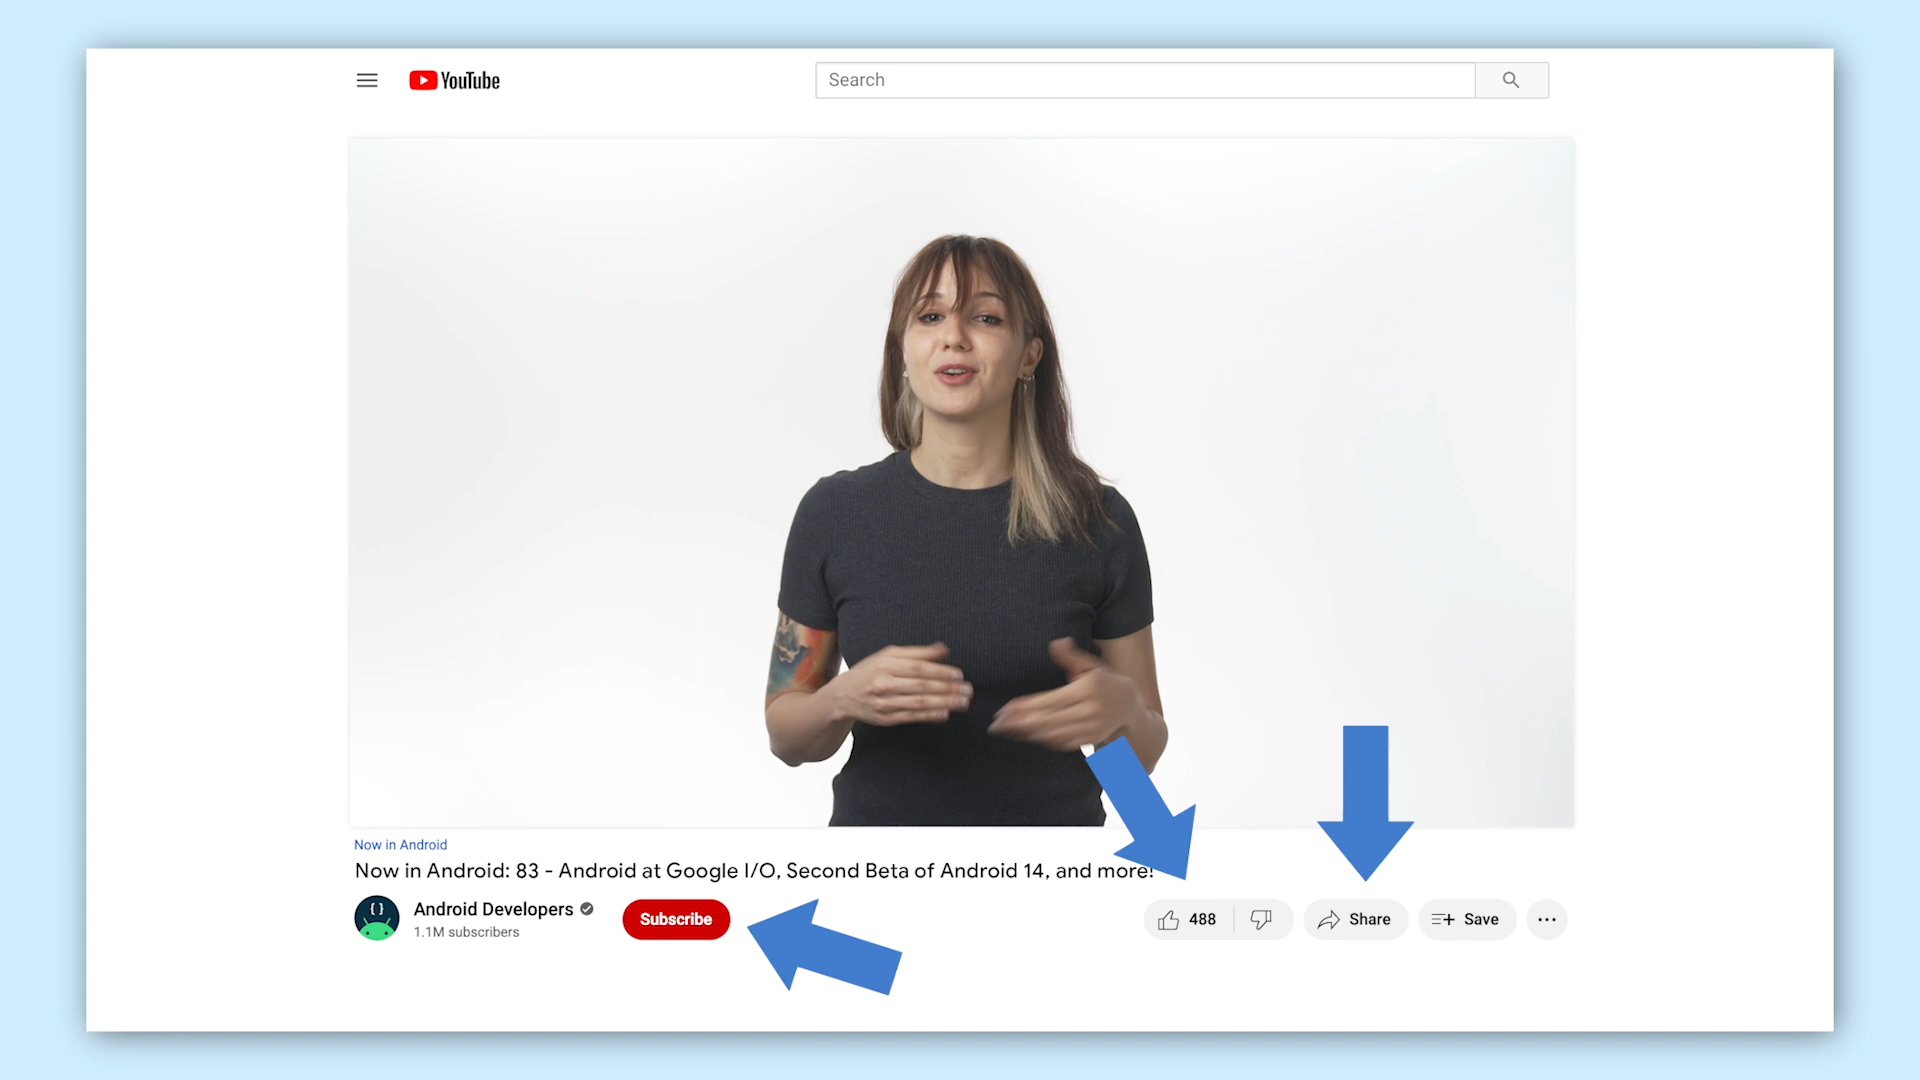 YouTube
Search
Now in Android
Now in Android: 83 - Android at Google I/O, Second Beta of Android 14, and more!
Android Developers
1.1M subscribers
Subscribe
488
Share
Save